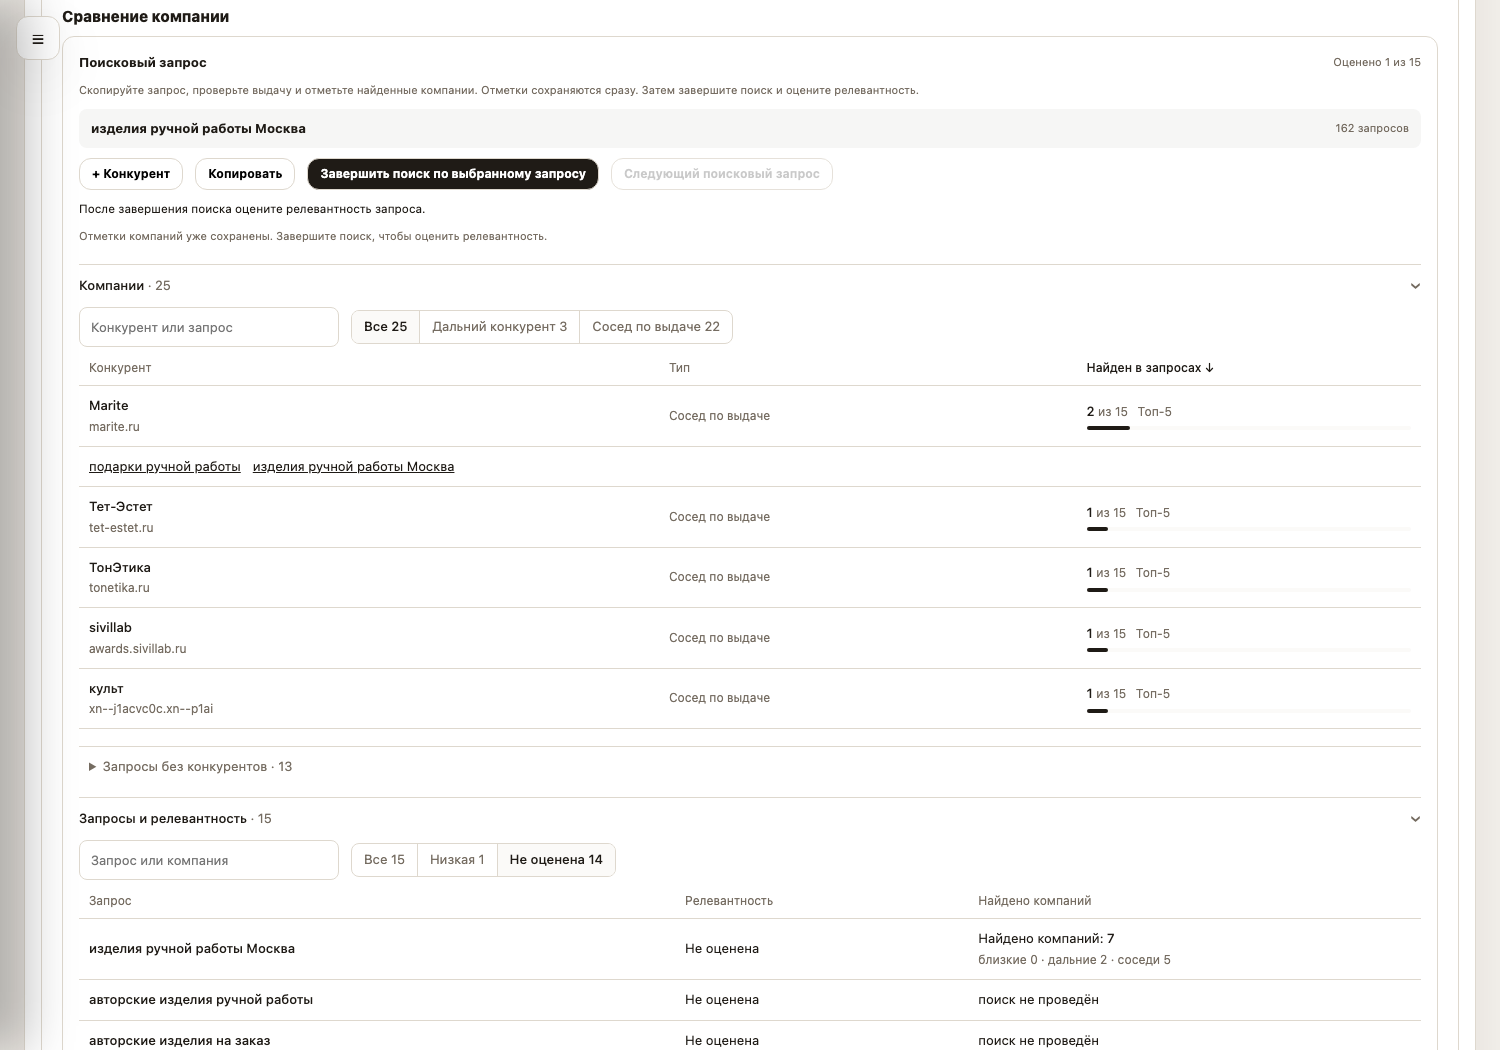 Сравнение компании
Поисковый запрос
Оценено 1 из 15
Скопируйте запрос, проверьте выдачу и отметьте найденные компании. Отметки сохраняются сразу. Затем завершите поиск и оцените релевантность.
изделия ручной работы Москва
162 запросов
+ Конкурент
Копировать
Завершить поиск по выбранному запросу
Следующий поисковый запрос
После завершения поиска оцените релевантность запроса.
Отметки компаний уже сохранены. Завершите поиск, чтобы оценить релевантность.
Компании · 25
Конкурент или запрос
Все 25
Дальний конкурент 3
Сосед по выдаче 22
Конкурент
Тип
Найден в запросах ↓
Marite
marite.ru
Сосед по выдаче
2 из 15 Топ-5
подарки ручной работы
изделия ручной работы Москва
Тет-Эстет
tet-estet.ru
Сосед по выдаче
1 из 15 Топ-5
ТонЭтика
tonetika.ru
Сосед по выдаче
1 из 15 Топ-5
sivillab
awards.sivillab.ru
Сосед по выдаче
1 из 15 Топ-5
культ
xn--j1acvc0c.xn--p1ai
Сосед по выдаче
1 из 15 Топ-5
Запросы без конкурентов · 13
Запросы и релевантность · 15
Запрос или компания
Все 15
Низкая 1
Не оценена 14
Запрос
Релевантность
Найдено компаний
изделия ручной работы Москва
Не оценена
Найдено компаний: 7
близкие 0 · дальние 2 · соседи 5
авторские изделия ручной работы
Не оценена
поиск не проведён
авторские изделия на заказ
Не оценена
поиск не проведён